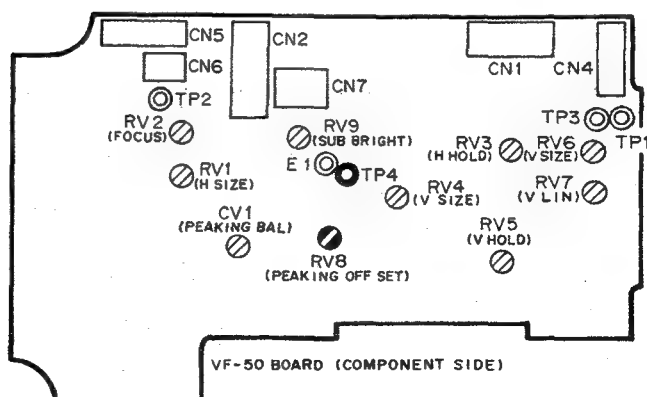 CN5
CN2
CN6
CN7
CN1
CN4
TP2
TP3
TP1
RV2
(FOCUS)
RV9
(SUB BRIGHT)
RV3
(H HOLD)
RV6
(V SIZE)
E1
TP4
RV1
(H SIZE)
RV4
(V SIZE)
RV7
(V LIN)
CV1
(PEAKING BAL)
RV8
(PEAKING OFF SET)
RV5
(V HOLD)
VF-50 BOARD (COMPONENT SIDE)